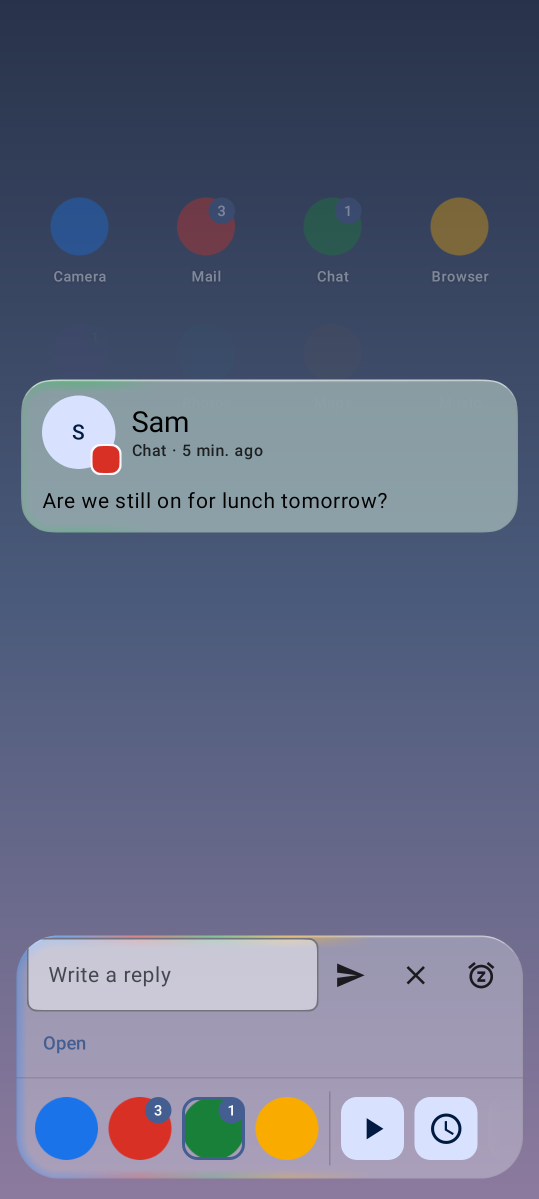 3
1
Camera
Mail
Chat
Browser
S
Sam
Chat · 5 min. ago
Are we still on for lunch tomorrow?
Write a reply
Open
3
1